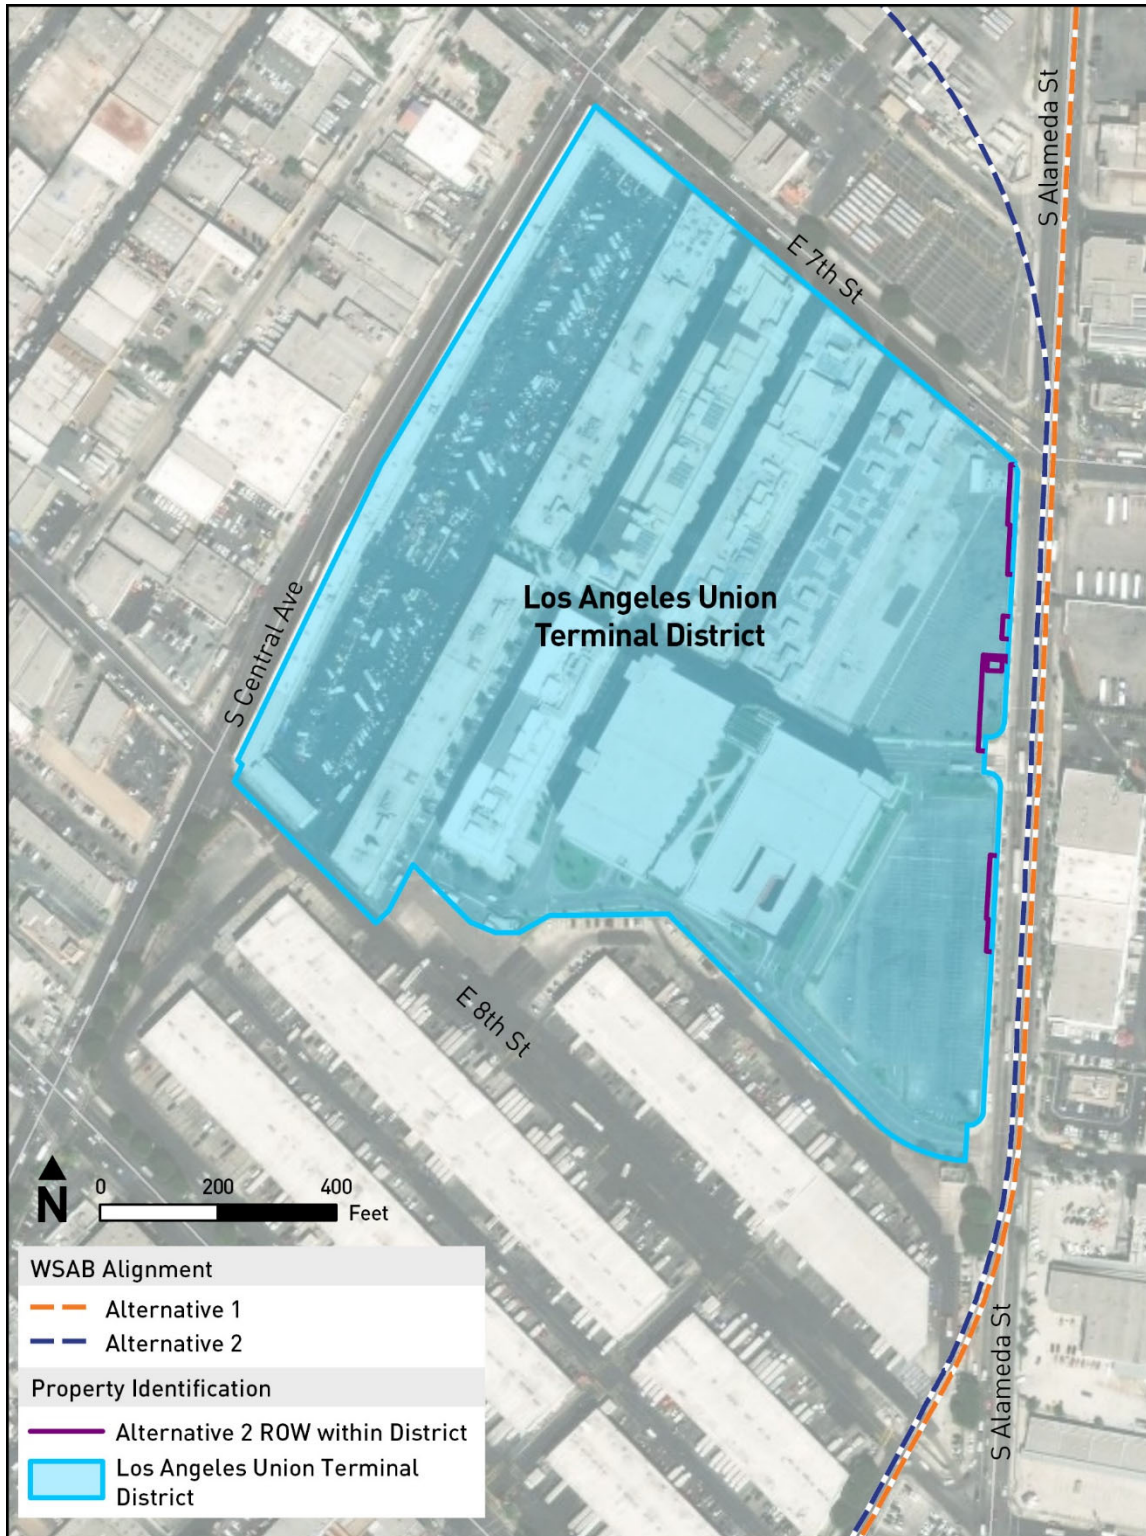 S Alameda St
E 7th St
Los Angeles Union
Terminal District
S Central Ave
E 8th St
S Alameda St
N
0 200 400
Feet
WSAB Alignment
Alternative 1
Alternative 2
Property Identification
Alternative 2 ROW within District
Los Angeles Union Terminal
District